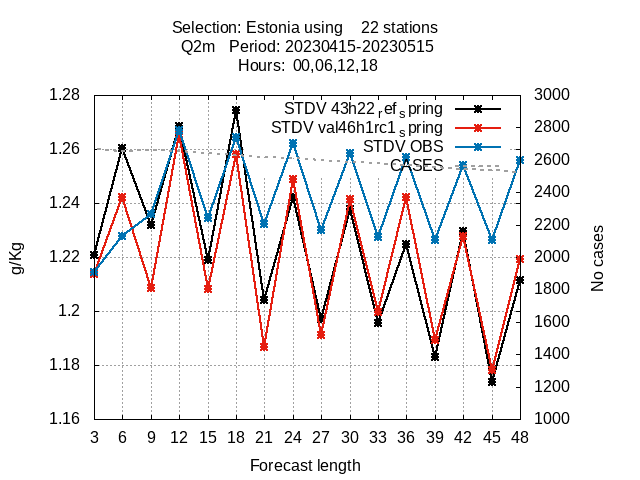 Selection: Estonia using    22 stations
Q2m   Period: 20230415-20230515
Hours:  00,06,12,18
STDV 43h22_ref_spring
STDV val46h1rc1_spring
STDV OBS
CASES
1.28
1.26
1.24
1.22
1.2
1.18
1.16
g/Kg
3000
2800
2600
2400
2200
2000
1800
1600
1400
1200
1000
No cases
3 6 9 12 15 18 21 24 27 30 33 36 39 42 45 48
Forecast length